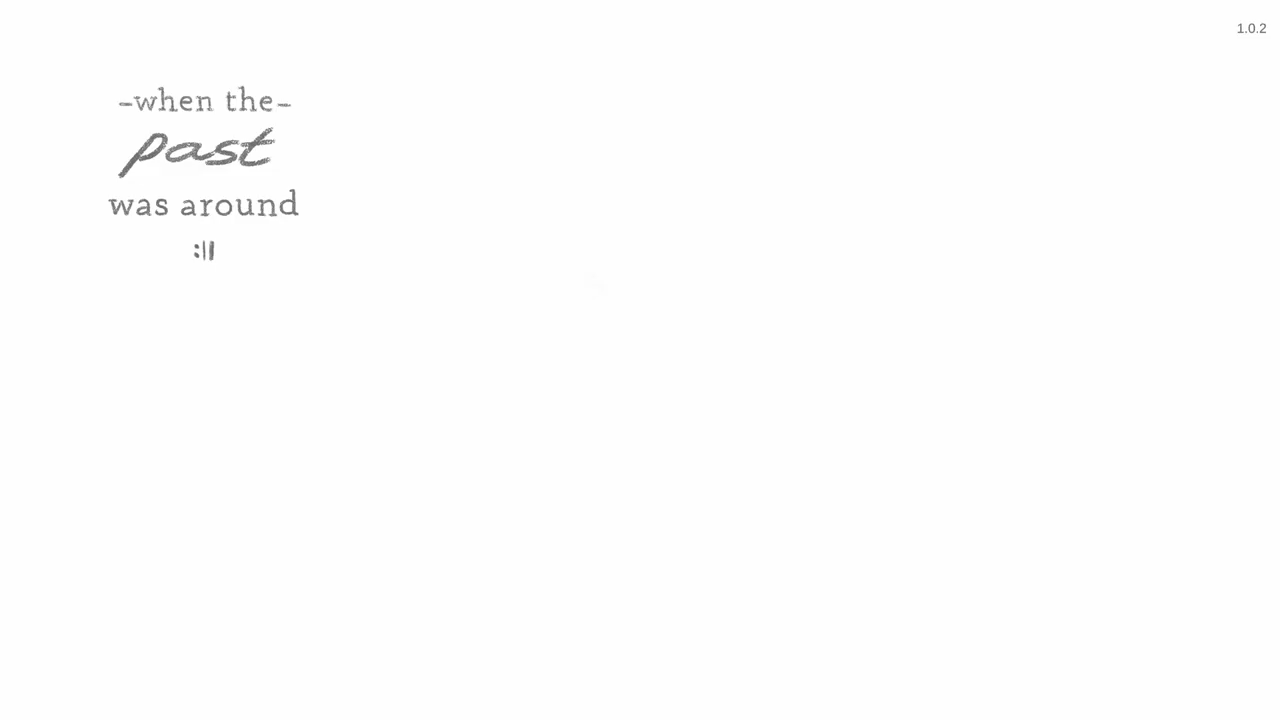 1.0.2
-when the-
past
was around
:||